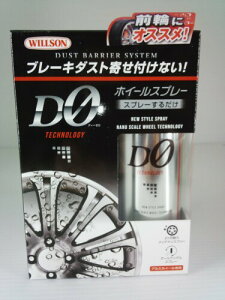 前輪に
オススメ!
WILLSON
DUST BARRIER SYSTEM
ブレーキダスト寄せ付けない!
D0
TECHNOLOGY
ホイールスプレー
スプレーするだけ
NEW STYLE SPRAY
NANO SCALE WHEEL TECHNOLOGY
D0
TECHNOLOGY